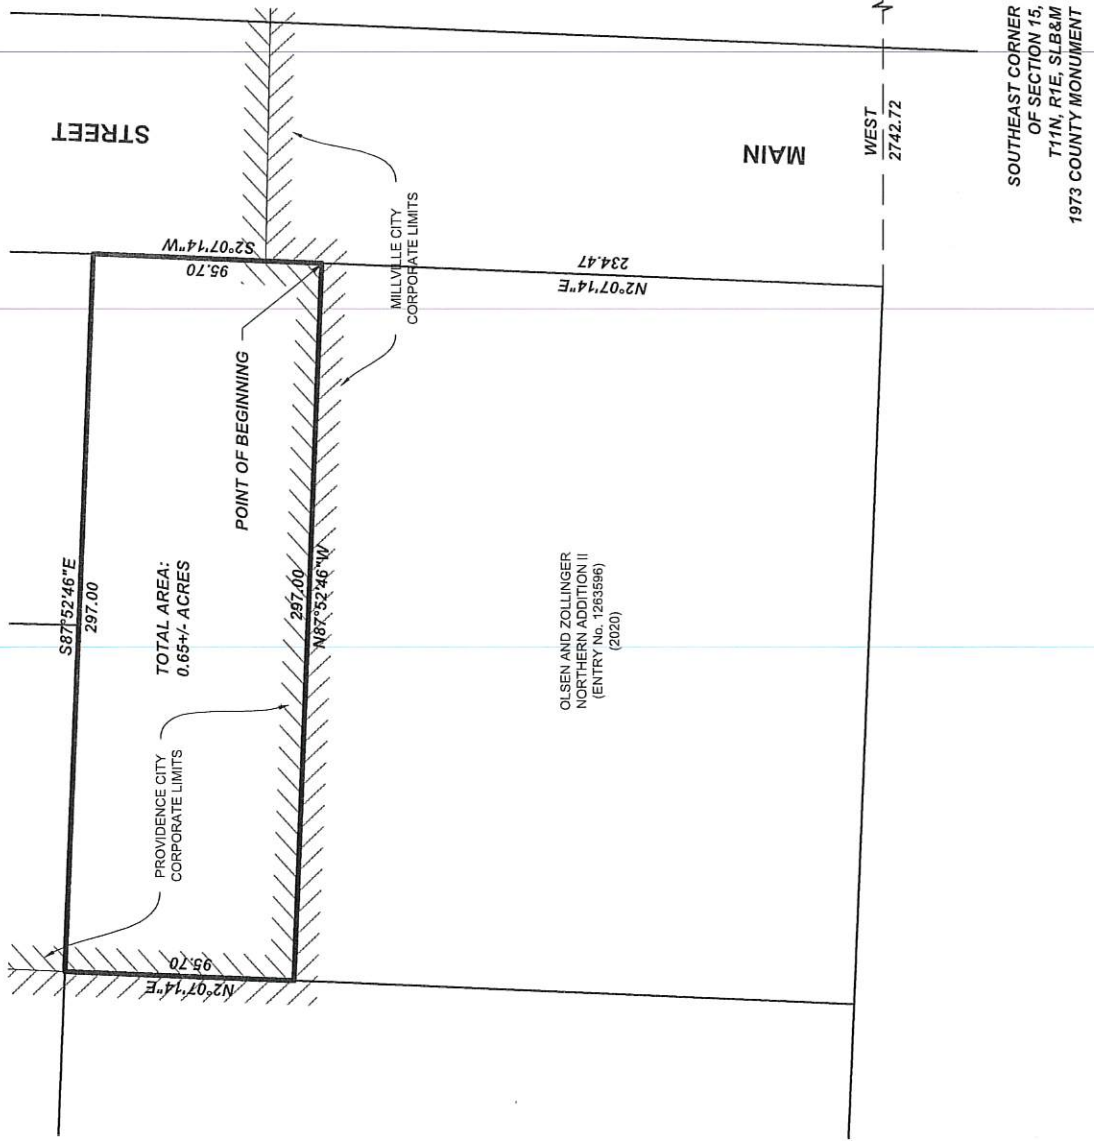 SOUTHEAST CORNER
OF SECTION 15,
T11N, R1E, SLB&M
1973 COUNTY MONUMENT
STREET
MAIN
WEST
2742.72
S2°07'14"W
95.70
MILLVILLE CITY
CORPORATE LIMITS
234.47
N2°07'14"E
POINT OF BEGINNING
S87°52'46"E
297.00
TOTAL AREA:
0.65+/- ACRES
297.00
N87°52'46"W
PROVIDENCE CITY
CORPORATE LIMITS
95.70
N2°07'14"E
OLSEN AND ZOLLINGER
NORTHERN ADDITION II
(ENTRY No. 1263596)
(2020)